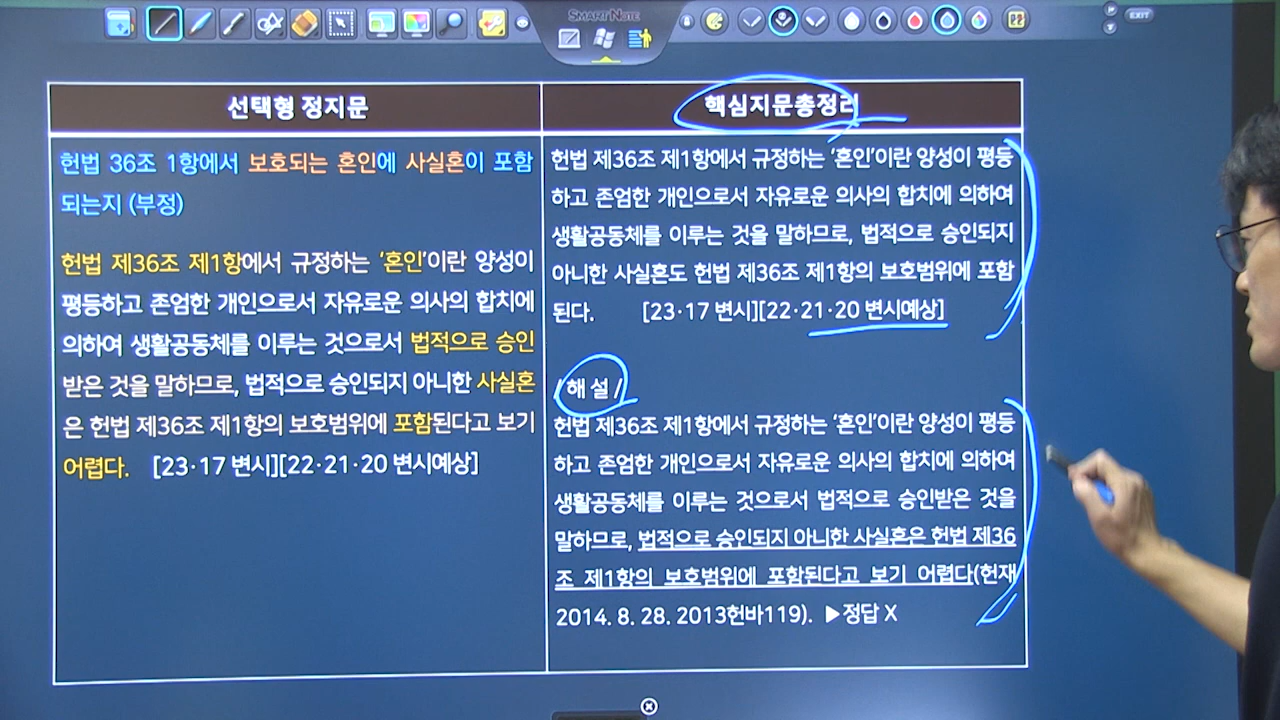 SMARTNOTE
EXIT
선택형 정지문
핵심지문총정리
헌법 36조 1항에서 보호되는 혼인에 사실혼이 포함
되는지 (부정)
헌법 제36조 제1항에서 규정하는 '혼인'이란 양성이
평등하고 존엄한 개인으로서 자유로운 의사의 합치에
의하여 생활공동체를 이루는 것으로서 법적으로 승인
받은 것을 말하므로, 법적으로 승인되지 아니한 사실혼
은 헌법 제36조 제1항의 보호범위에 포함된다고 보기
어렵다. [23·17 변시][22·21·20 변시예상]
헌법 제36조 제1항에서 규정하는 '혼인'이란 양성이 평등
하고 존엄한 개인으로서 자유로운 의사의 합치에 의하여
생활공동체를 이루는 것을 말하므로, 법적으로 승인되지
아니한 사실혼도 헌법 제36조 제1항의 보호범위에 포함
된다. [23·17 변시][22·21·20 변시예상]
/ 해 설 /
헌법 제36조 제1항에서 규정하는 '혼인'이란 양성이 평등
하고 존엄한 개인으로서 자유로운 의사의 합치에 의하여
생활공동체를 이루는 것으로서 법적으로 승인받은 것을
말하므로, 법적으로 승인되지 아니한 사실혼은 헌법 제36
조 제1항의 보호범위에 포함된다고 보기 어렵다(헌재
2014. 8. 28. 2013헌바119). ▶정답 X